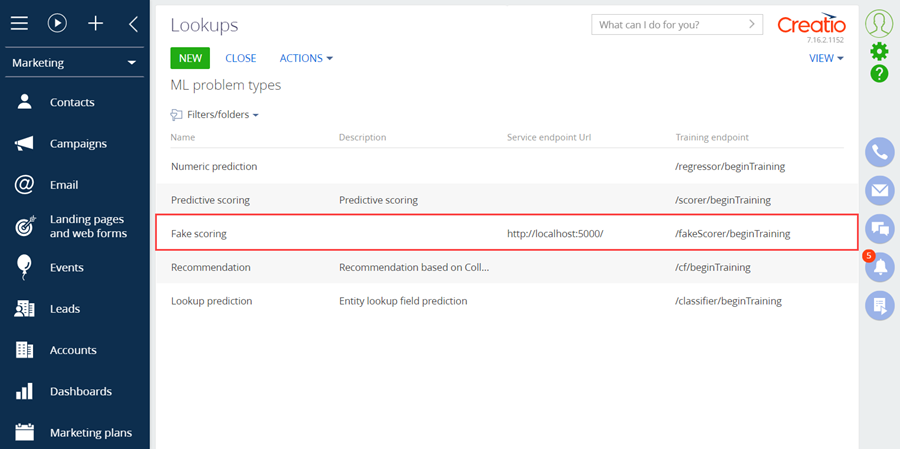 Marketing
Contacts
Campaigns
Email
Landing pages
and web forms
Events
Leads
Accounts
Dashboards
Marketing plans
Lookups
What can I do for you?
Creatio
7.16.2.1152
NEW CLOSE ACTIONS VIEW
ML problem types
Filters/folders
Name Description Service endpoint Url Training endpoint
Numeric prediction /regressor/beginTraining
Predictive scoring Predictive scoring /scorer/beginTraining
Fake scoring http://localhost:5000/ /fakeScorer/beginTraining
Recommendation Recommendation based on Coll... /cf/beginTraining
Lookup prediction Entity lookup field prediction /classifier/beginTraining
?
5